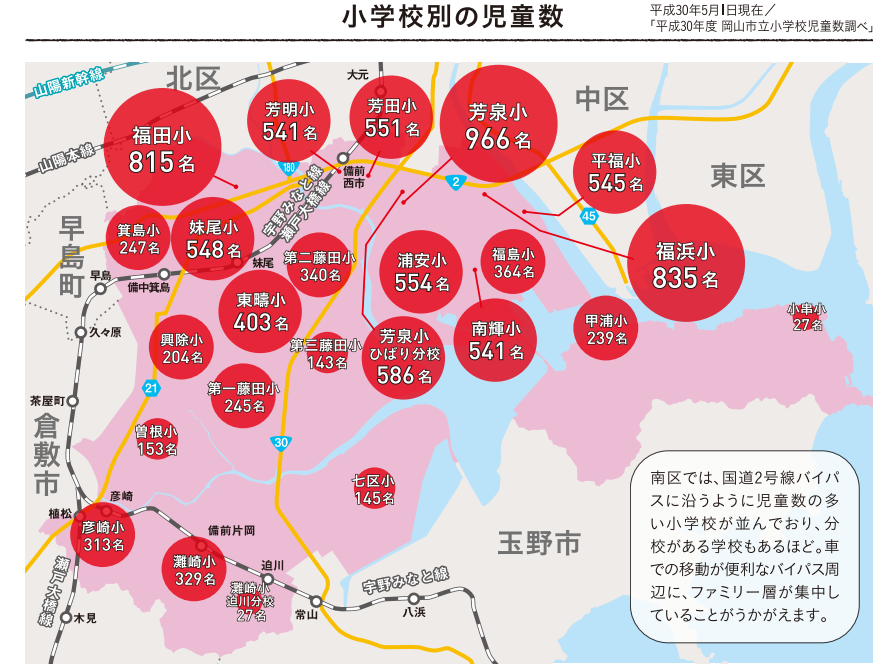 小学校別の児童数
平成30年5月1日現在／
「平成30年度 岡山市立小学校児童数調べ」
山陽新幹線
北区
大元
中区
東区
山陽本線
福田小
815名
芳明小
541名
芳田小
551名
芳泉小
966名
平福小
545名
180
備前
西市
2
45
宇野みなと線
瀬戸大橋線
早島町
箕島小
247名
妹尾小
548名
妹尾
第二藤田小
340名
浦安小
554名
福島小
364名
福浜小
835名
早島
備中箕島
久々原
東疇小
403名
興除小
204名
第三藤田小
143名
芳泉小
ひばり分校
586名
南輝小
541名
甲浦小
239名
小串小
27名
21
第一藤田小
245名
茶屋町
倉敷市
曽根小
153名
30
七区小
145名
彦崎
植松
彦崎小
313名
備前片岡
灘崎小
329名
迫川
灘崎小
迫川分校
27名
常山
宇野みなと線
八浜
瀬戸大橋線
木見
玉野市
南区では、国道2号線バイパ
スに沿うように児童数の多
い小学校が並んでおり、分
校がある学校もあるほど。車
での移動が便利なバイパス周
辺に、ファミリー層が集中し
ていることがうかがえます。